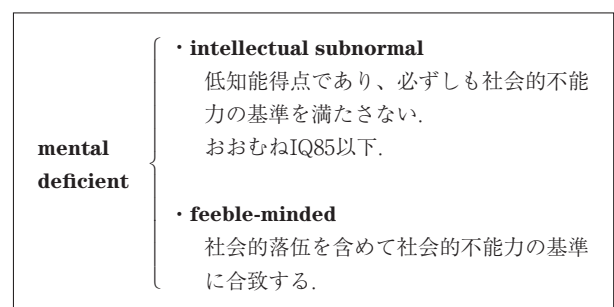 mental
deficient
・intellectual subnormal
低知能得点であり、必ずしも社会的不能
力の基準を満たさない.
おおむねIQ85以下.
・feeble-minded
社会的落伍を含めて社会的不能力の基準
に合致する.